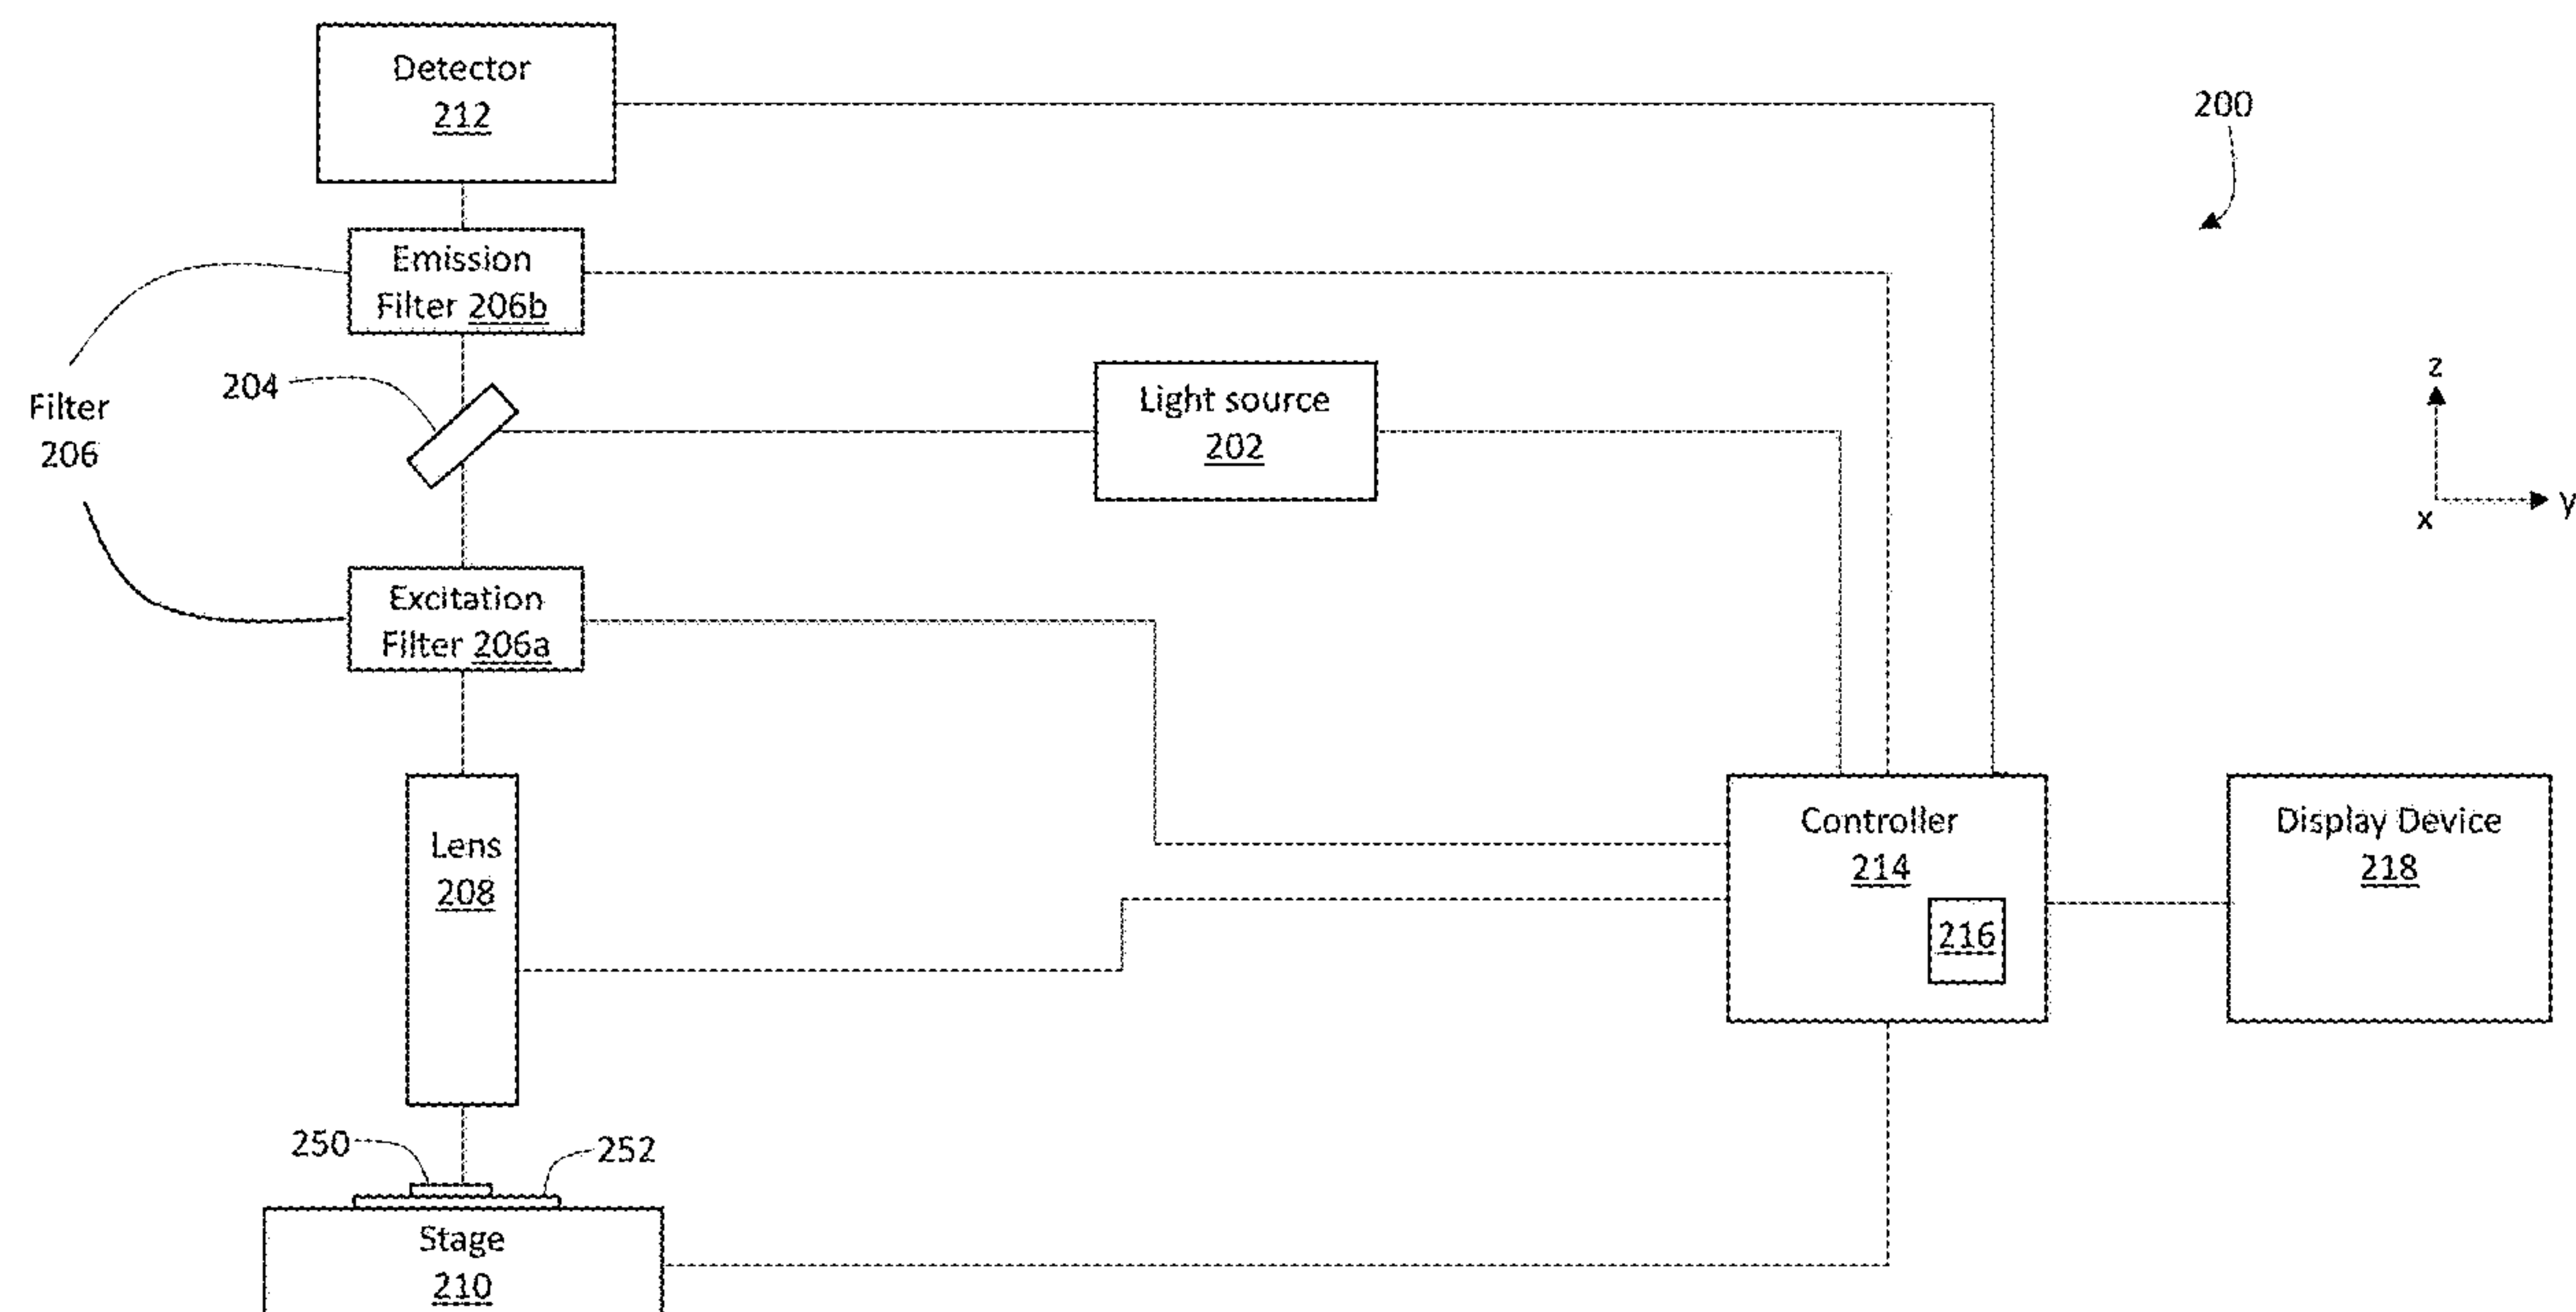 Detector
212
200
Emission
Filter 206b
204
Filter
206
Light source
202
z
x
y
Excitation
Filter 206a
Lens
208
Controller
214
216
Display Device
218
250
252
Stage
210